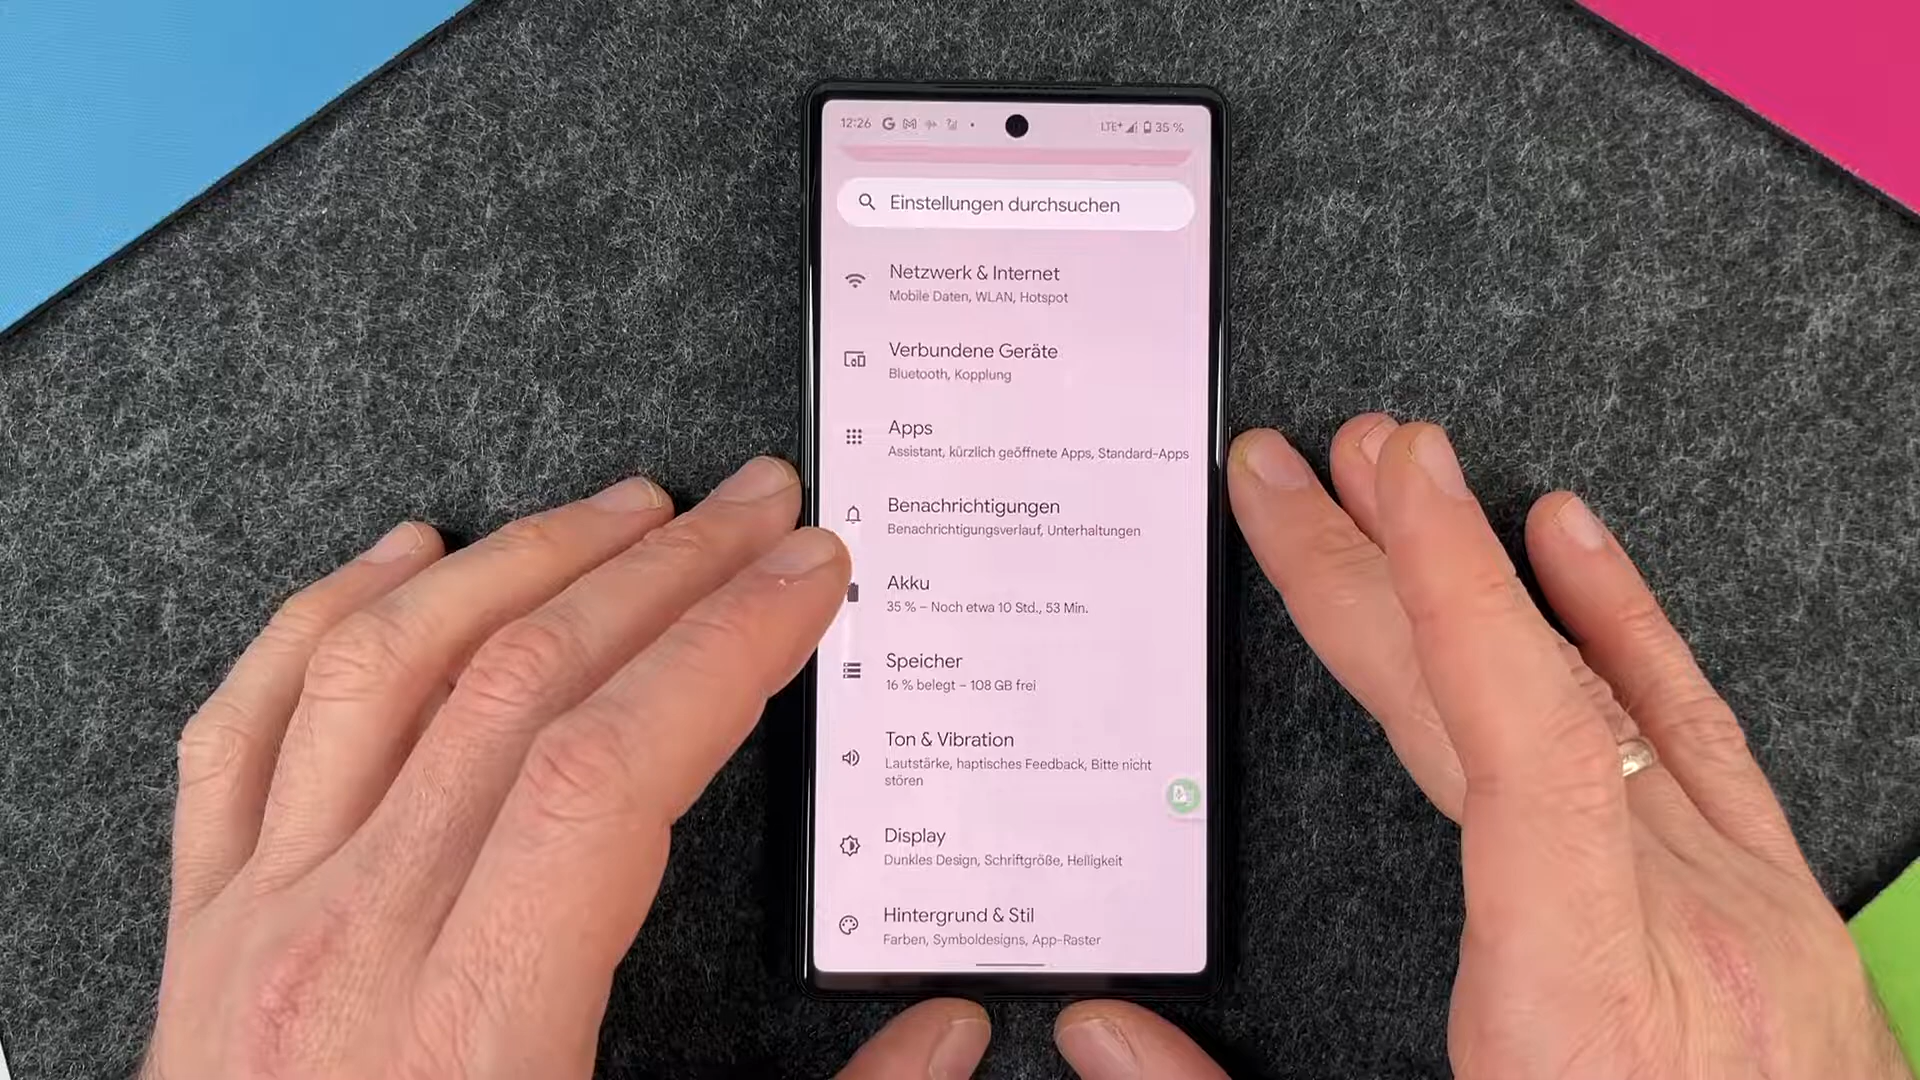 12:26 LTE+ 35 %
Einstellungen durchsuchen
Netzwerk & Internet
Mobile Daten, WLAN, Hotspot
Verbundene Geräte
Bluetooth, Kopplung
Apps
Assistant, kürzlich geöffnete Apps, Standard-Apps
Benachrichtigungen
Benachrichtigungsverlauf, Unterhaltungen
Akku
35 % – Noch etwa 10 Std., 53 Min.
Speicher
16 % belegt – 108 GB frei
Ton & Vibration
Lautstärke, haptisches Feedback, Bitte nicht
stören
Display
Dunkles Design, Schriftgröße, Helligkeit
Hintergrund & Stil
Farben, Symboldesigns, App-Raster